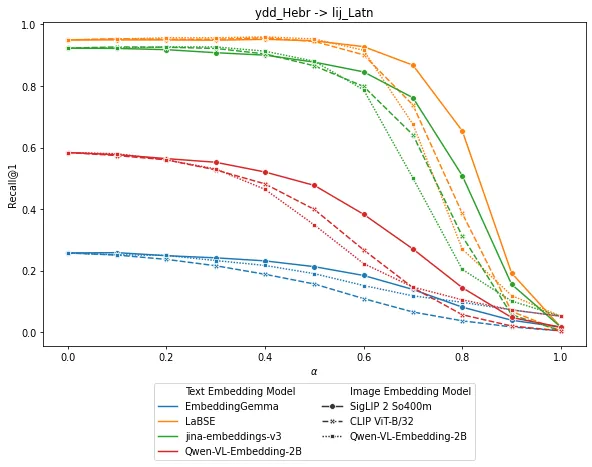 ydd_Hebr -> lij_Latn
Recall@1
1.0
0.8
0.6
0.4
0.2
0.0
0.0 0.2 0.4 0.6 0.8 1.0
α
Text Embedding Model
EmbeddingGemma
LaBSE
jina-embeddings-v3
Qwen-VL-Embedding-2B
Image Embedding Model
SigLIP 2 So400m
CLIP ViT-B/32
Qwen-VL-Embedding-2B